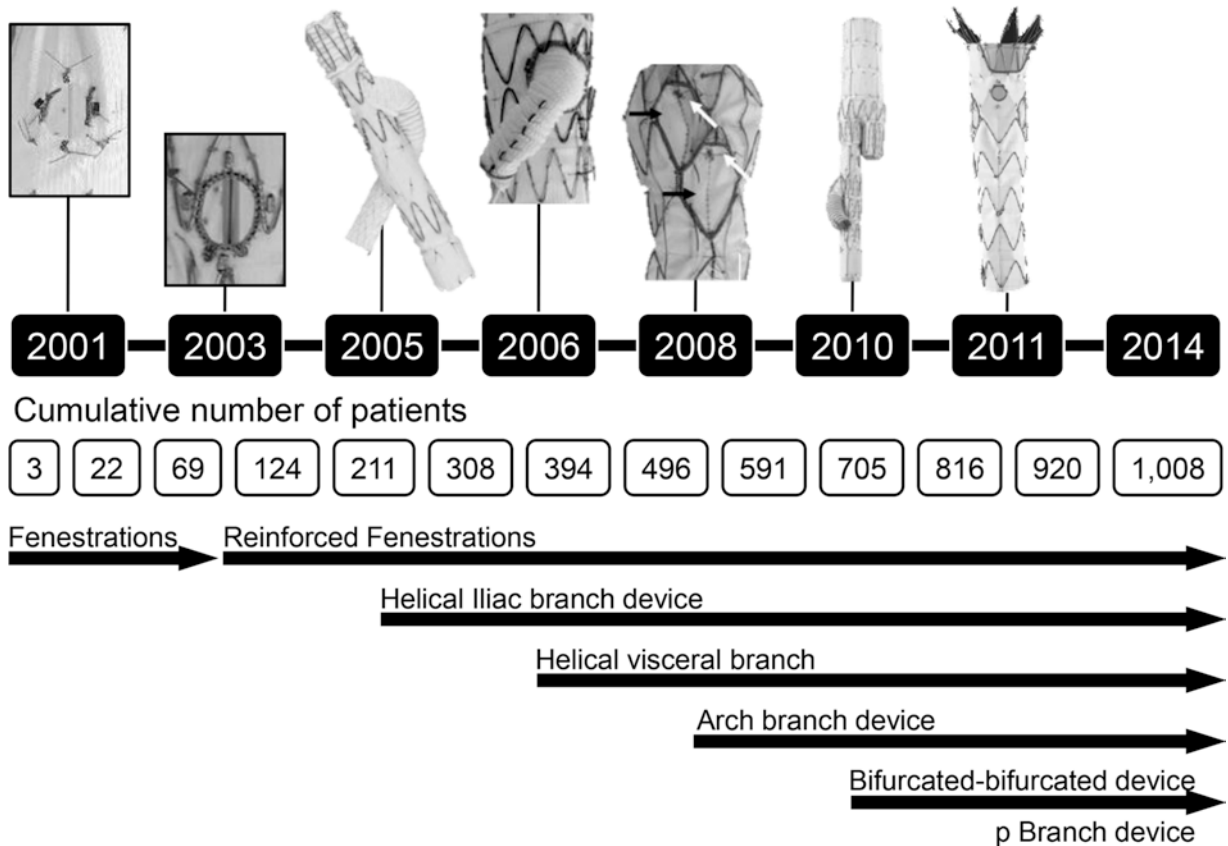 2001 2003 2005 2006 2008 2010 2011 2014
Cumulative number of patients
3 22 69 124 211 308 394 496 591 705 816 920 1,008
Fenestrations Reinforced Fenestrations
Helical Iliac branch device
Helical visceral branch
Arch branch device
Bifurcated-bifurcated device
p Branch device